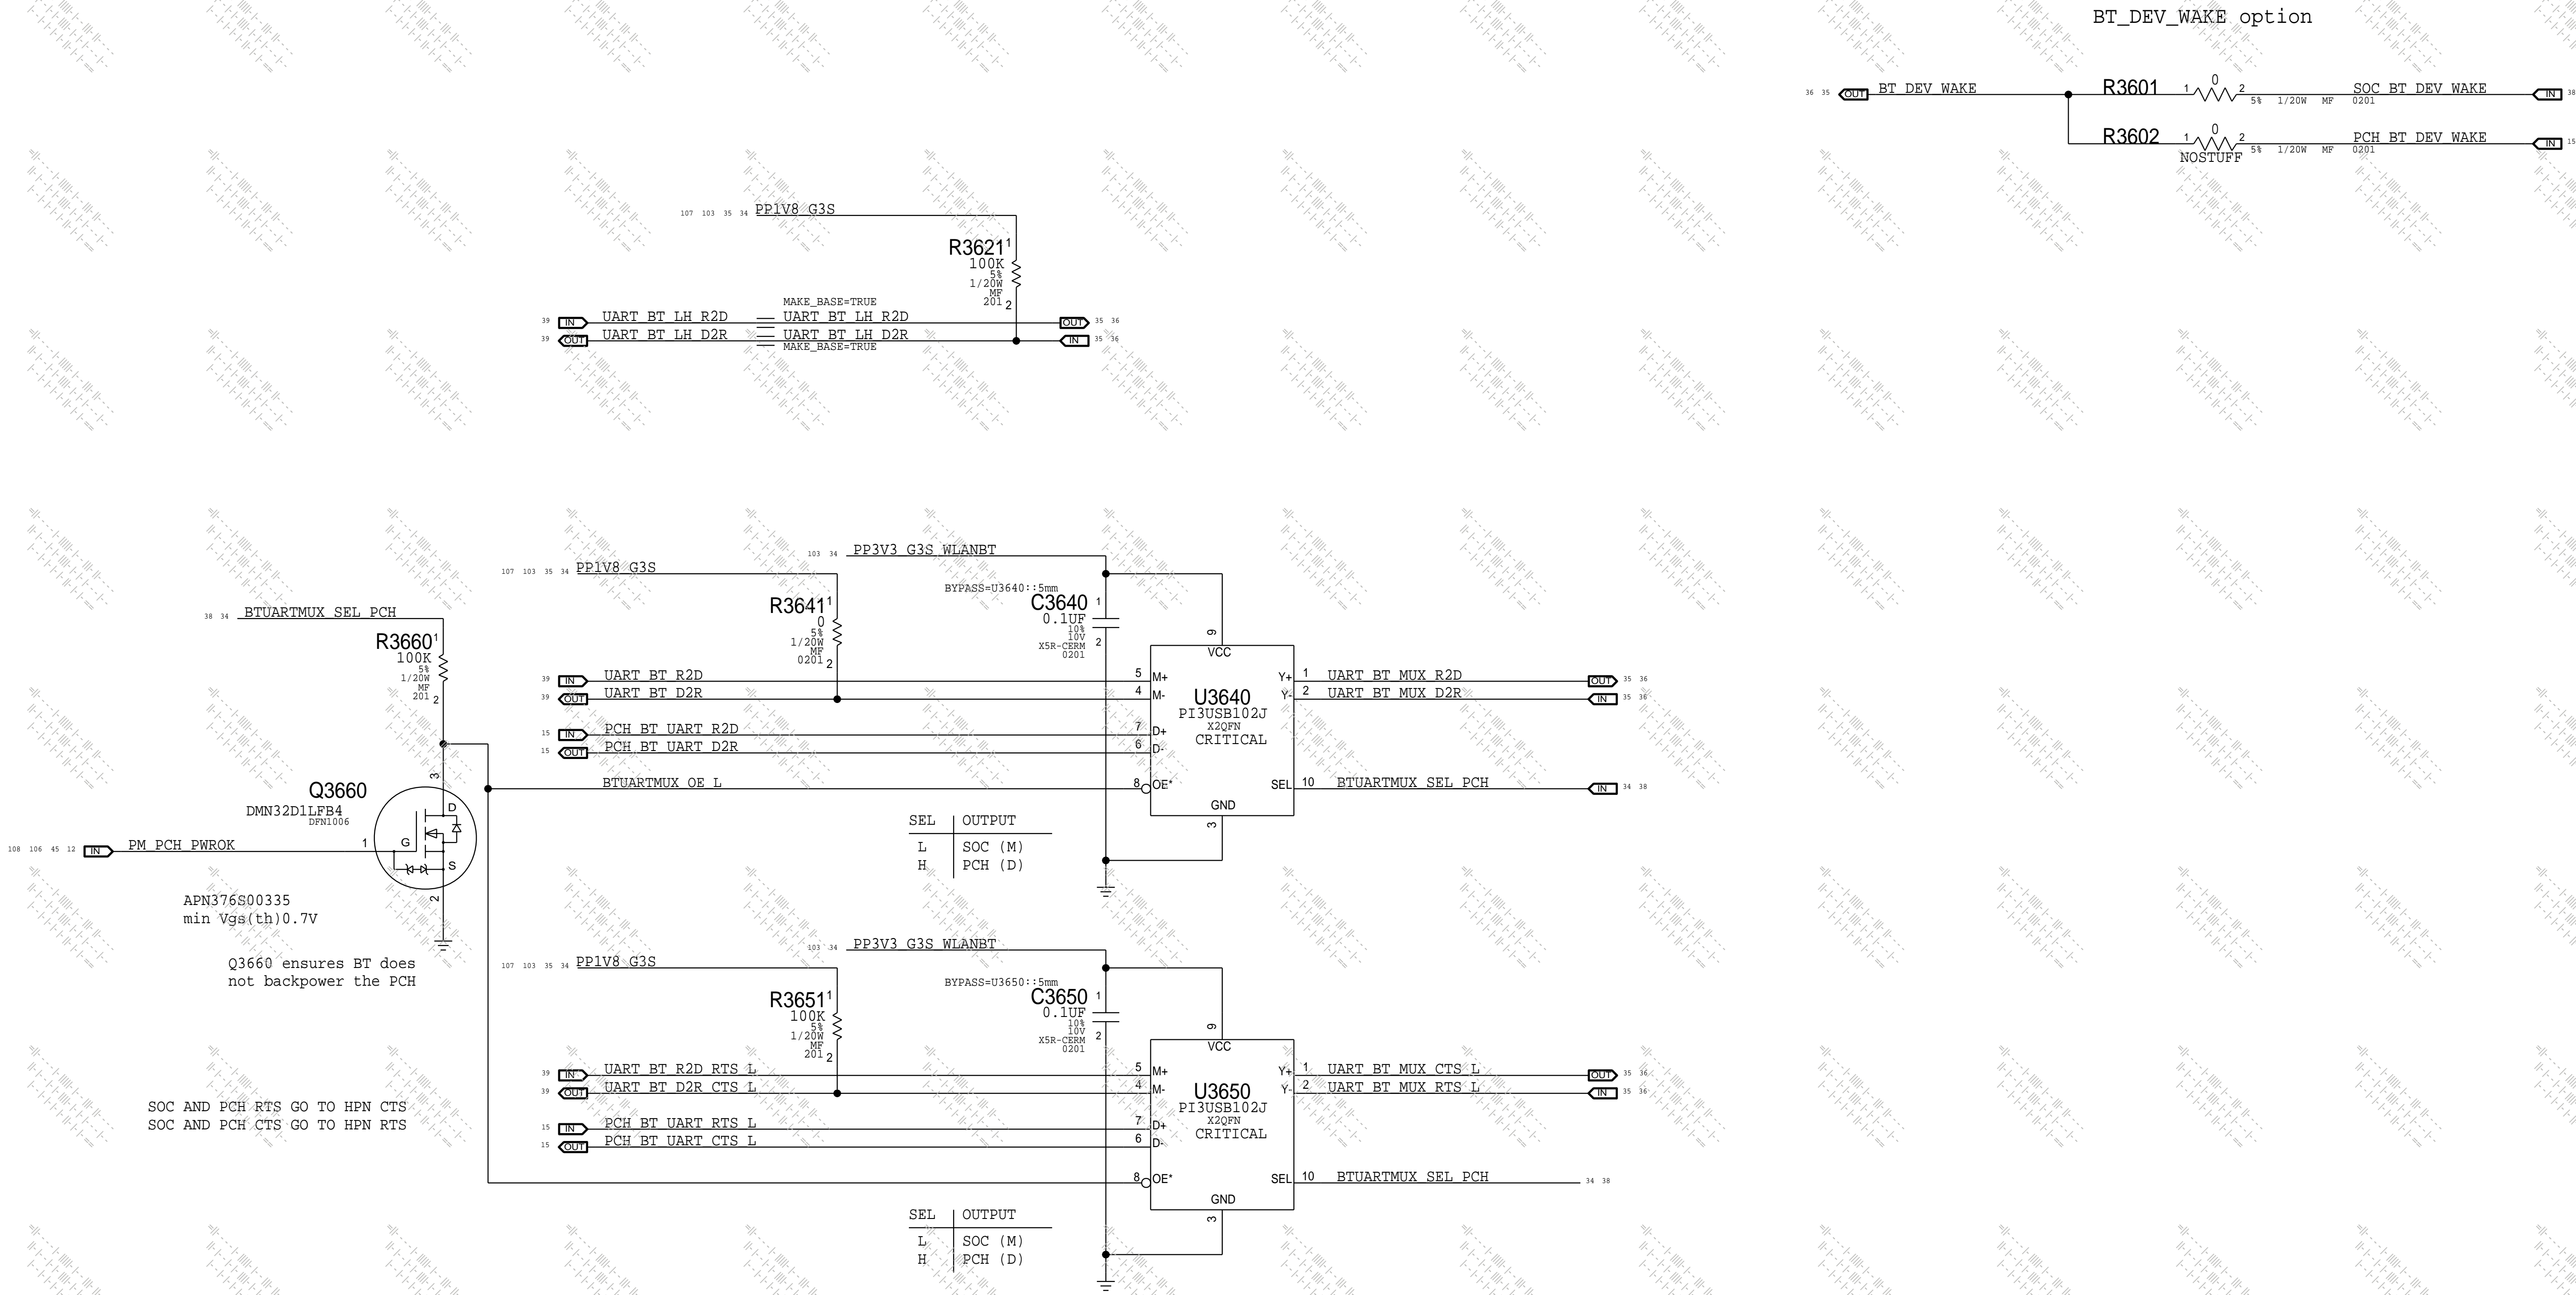 BT_DEV_WAKE option
36 35 OUT BT_DEV_WAKE R3601 1 0 2 5% 1/20W MF 0201 SOC_BT_DEV_WAKE IN 38
R3602 1 0 2 5% 1/20W MF 0201 PCH_BT_DEV_WAKE IN 15
NOSTUFF
107 103 35 34 PP1V8_G3S
R3621 1
100K
5%
1/20W
MF
201 2
MAKE_BASE=TRUE
39 IN UART_BT_LH_R2D UART_BT_LH_R2D OUT 35 36
39 OUT UART_BT_LH_D2R UART_BT_LH_D2R IN 35 36
MAKE_BASE=TRUE
103 34 PP3V3_G3S_WLANBT
107 103 35 34 PP1V8_G3S
BYPASS=U3640::5mm
R3641 1
0
5%
1/20W
MF
0201 2
C3640 1
0.1UF
10%
10V
X5R-CERM 2
0201
38 34 BTUARTMUX_SEL_PCH
R3660 1
100K
5%
1/20W
MF
201 2
9
VCC
39 IN UART_BT_R2D 5 M+ Y+ 1 UART_BT_MUX_R2D OUT 35 36
39 OUT UART_BT_D2R 4 M- Y- 2 UART_BT_MUX_D2R IN 35 36
U3640
PI3USB102J
X2QFN
CRITICAL
15 IN PCH_BT_UART_R2D 7 D+
15 OUT PCH_BT_UART_D2R 6 D-
BTUARTMUX_OE_L 8 OE* SEL 10 BTUARTMUX_SEL_PCH IN 34 38
GND
3
SEL OUTPUT
L SOC (M)
H PCH (D)
3
Q3660
DMN32D1LFB4
DFN1006
D
G
S
108 106 45 12 IN PM_PCH_PWROK 1
2
APN376S00335
min Vgs(th)0.7V
Q3660 ensures BT does
not backpower the PCH
103 34 PP3V3_G3S_WLANBT
107 103 35 34 PP1V8_G3S
BYPASS=U3650::5mm
R3651 1
100K
5%
1/20W
MF
201 2
C3650 1
0.1UF
10%
10V
X5R-CERM 2
0201
9
VCC
39 IN UART_BT_R2D_RTS_L 5 M+ Y+ 1 UART_BT_MUX_CTS_L OUT 35 36
39 OUT UART_BT_D2R_CTS_L 4 M- Y- 2 UART_BT_MUX_RTS_L IN 35 36
U3650
PI3USB102J
X2QFN
CRITICAL
15 IN PCH_BT_UART_RTS_L 7 D+
15 OUT PCH_BT_UART_CTS_L 6 D-
8 OE* SEL 10 BTUARTMUX_SEL_PCH 34 38
GND
3
SOC AND PCH RTS GO TO HPN CTS
SOC AND PCH CTS GO TO HPN RTS
SEL OUTPUT
L SOC (M)
H PCH (D)